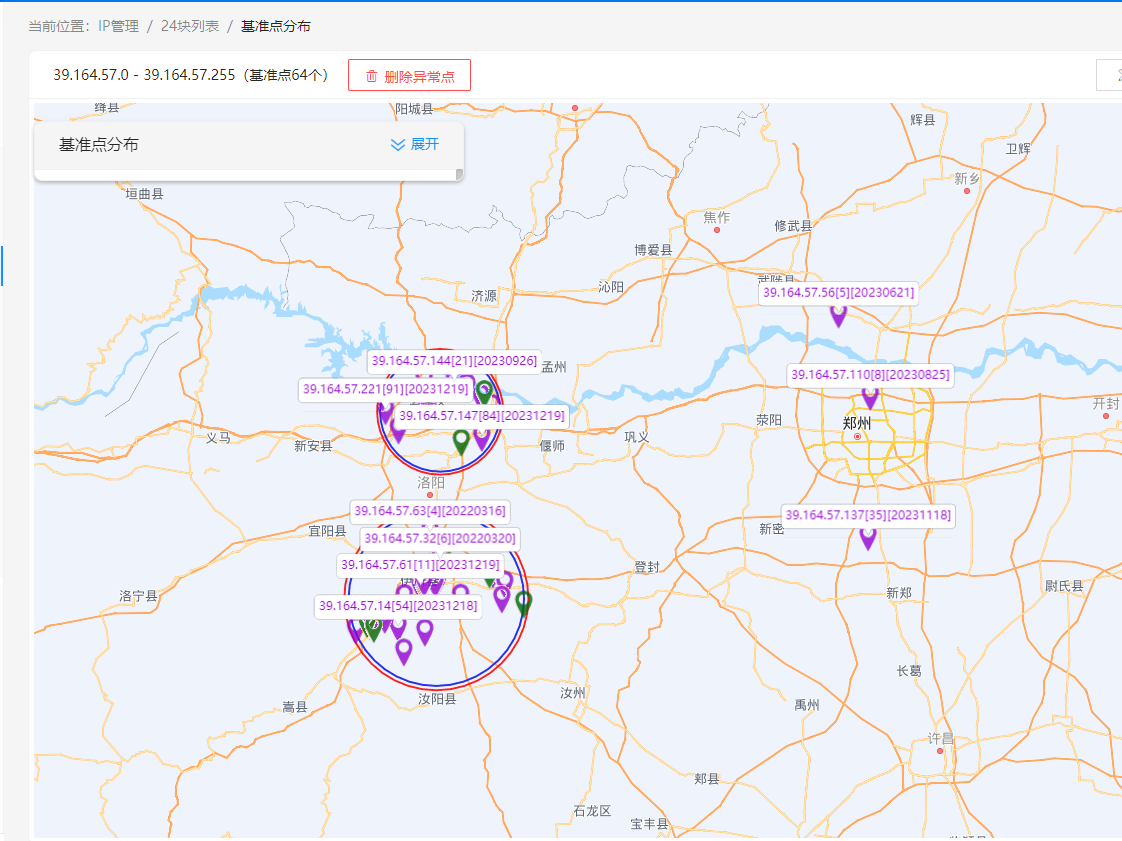 当前位置：IP管理 / 24块列表 / 基准点分布
39.164.57.0 - 39.164.57.255（基准点64个）
删除异常点
绛县
阳城县
辉县
基准点分布
展开
卫辉
新乡
垣曲县
焦作
修武县
博爱县
济源
沁阳
39.164.57.56[5][20230621]
39.164.57.144[21][20230926]
孟州
39.164.57.110[8][20230825]
39.164.57.221[91][20231219]
39.164.57.147[84][20231219]
荥阳
郑州
开封
义马
新安县
偃师
巩义
洛阳
39.164.57.63[4][20220316]
39.164.57.137[35][20231118]
宜阳县
新密
39.164.57.32[6][20220320]
39.164.57.61[11][20231219]
登封
洛宁县
39.164.57.14[54][20231218]
新郑
尉氏县
长葛
汝阳县
汝州
嵩县
禹州
许昌
郏县
石龙区
宝丰县